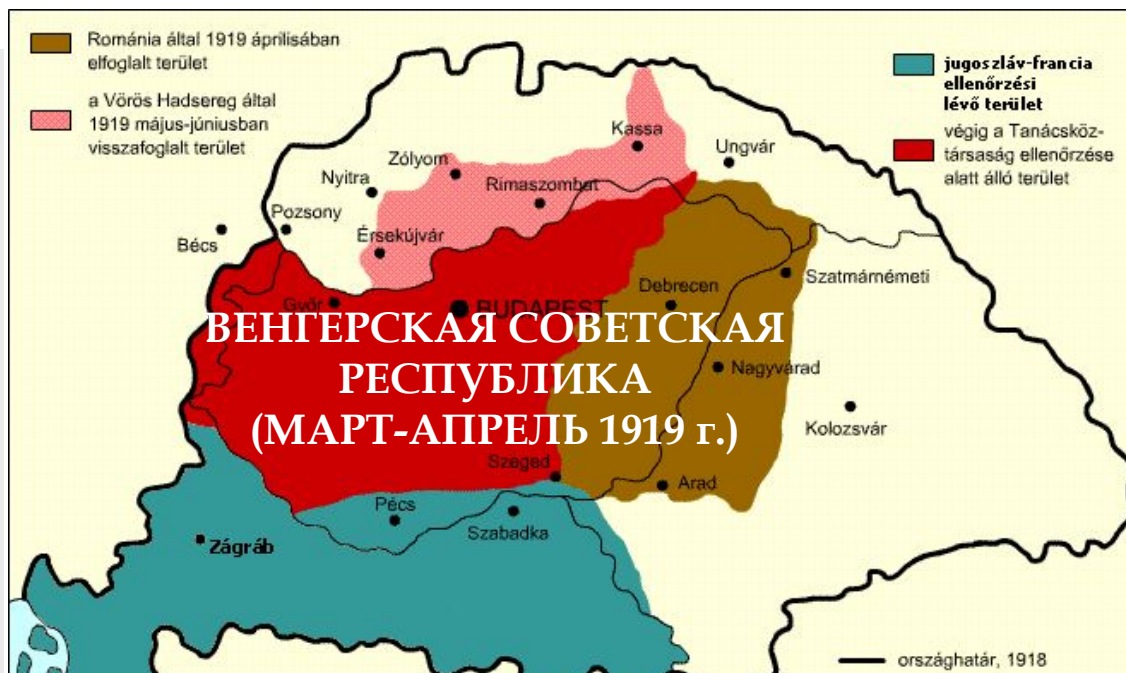 Románia által 1919 áprilisában
elfoglalt terület
a Vörös Hadsereg által
1919 május-júniusban
visszafoglalt terület
jugoszláv-francia
ellenőrzési
lévő terület
végig a Tanácsköz-
társaság ellenőrzése
alatt álló terület
Kassa
Ungvár
Zólyom
Nyitra
Rimaszombat
Pozsony
Bécs
Érsekújvár
Szatmárnémeti
Győr
BUDAPEST
Debrecen
ВЕНГЕРСКАЯ СОВЕТСКАЯ
РЕСПУБЛИКА
(МАРТ-АПРЕЛЬ 1919 г.)
Nagyvárad
Kolozsvár
Szeged
Arad
Pécs
Szabadka
Zágráb
országhatár, 1918